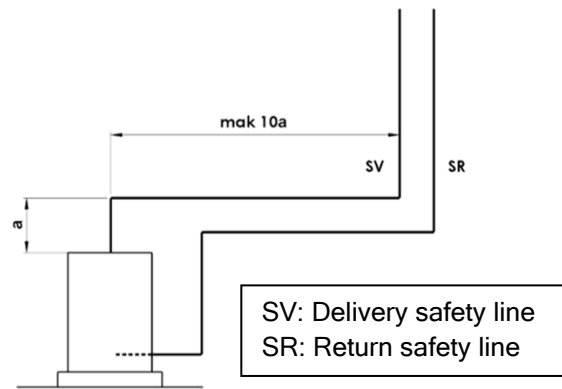 mak 10a
SV
SR
a
SV: Delivery safety line
SR: Return safety line